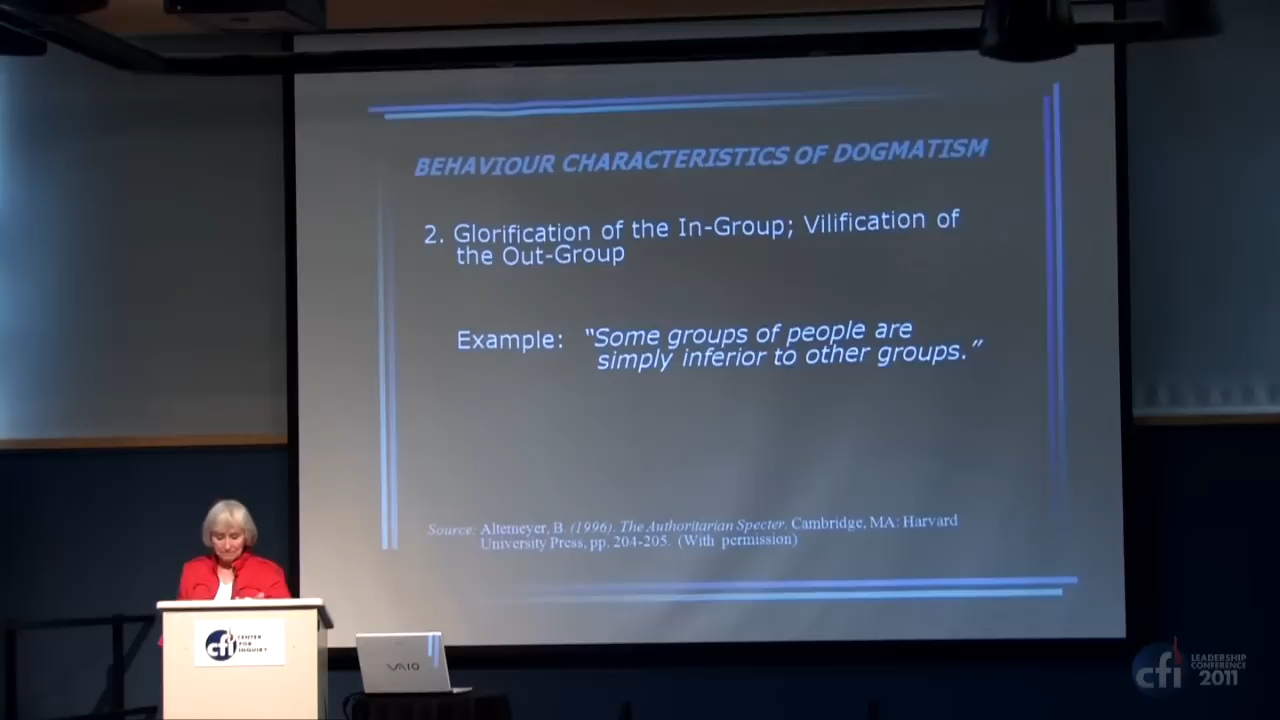 BEHAVIOUR CHARACTERISTICS OF DOGMATISM
2. Glorification of the In-Group; Vilification of
the Out-Group
Example: “Some groups of people are
simply inferior to other groups.”
Source: Altemeyer, B. (1996). The Authoritarian Specter. Cambridge, MA: Harvard
University Press, pp. 204-205. (With permission)
cfi CENTER
FOR
INQUIRY
VAIO
cfi LEADERSHIP
CONFERENCE
2011